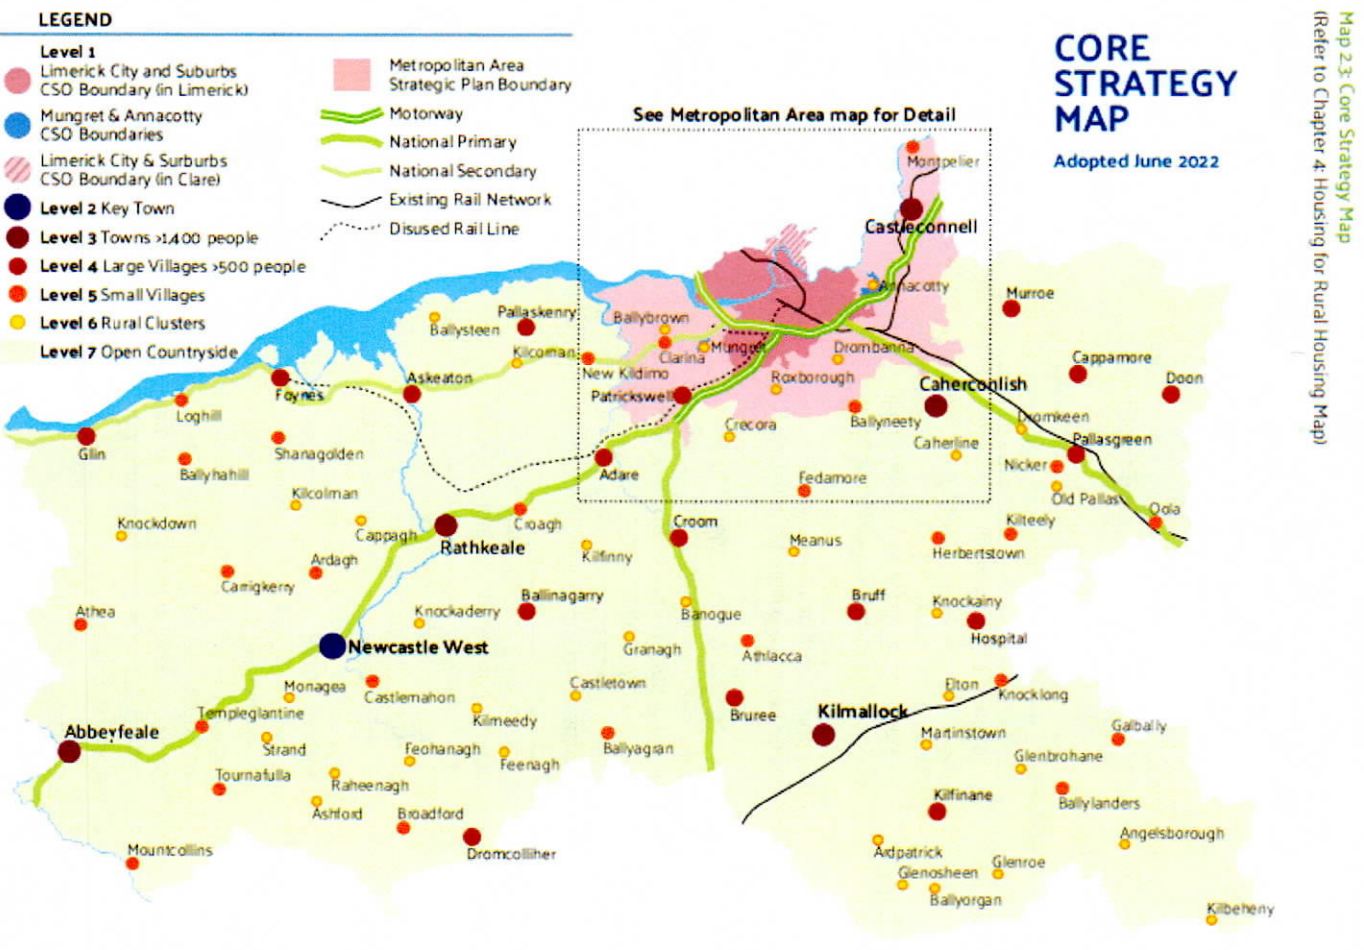 LEGEND
Level 1
Limerick City and Suburbs
CSO Boundary (in Limerick)
Mungret & Annacotty
CSO Boundaries
Limerick City & Surburbs
CSO Boundary (in Clare)
Level 2 Key Town
Level 3 Towns >1,400 people
Level 4 Large Villages >500 people
Level 5 Small Villages
Level 6 Rural Clusters
Level 7 Open Countryside
Metropolitan Area
Strategic Plan Boundary
Motorway
National Primary
National Secondary
Existing Rail Network
Disused Rail Line
See Metropolitan Area map for Detail
CORE
STRATEGY
MAP
Adopted June 2022
Map 2.3: Core Strategy Map
(Refer to Chapter 4: Housing for Rural Housing Map)
Montpelier
Castleconnell
Annacotty
Murroe
Pallaskenry
Ballysteen
Ballybrown
Kilcornan
Clarina
Mungret
Drombanna
Cappamore
New Kildimo
Roxborough
Caherconlish
Doon
Askeaton
Foynes
Patrickswell
Loghill
Crecora
Ballyneety
Dromkeen
Glin
Shanagolden
Caherline
Pallasgreen
Ballyhahill
Adare
Fedamore
Nicker
Kilcolman
Old Pallas
Oola
Knockdown
Cappagh
Croagh
Croom
Kilteely
Rathkeale
Meanus
Herbertstown
Ardagh
Kilfinny
Carrigkerry
Ballinagarry
Bruff
Knockainy
Athea
Knockaderry
Banogue
Hospital
Newcastle West
Granagh
Athlacca
Monagea
Castlemahon
Castletown
Elton
Knocklong
Templeglantine
Kilmeedy
Bruree
Kilmallock
Abbeyfeale
Strand
Feohanagh
Feenagh
Ballyagran
Martinstown
Galbally
Tournafulla
Raheenagh
Glenbrohane
Ashford
Broadford
Kilfinane
Ballylanders
Mountcollins
Dromcolliher
Angelsborough
Ardpatrick
Glenosheen
Glenroe
Ballyorgan
Kilbeheny